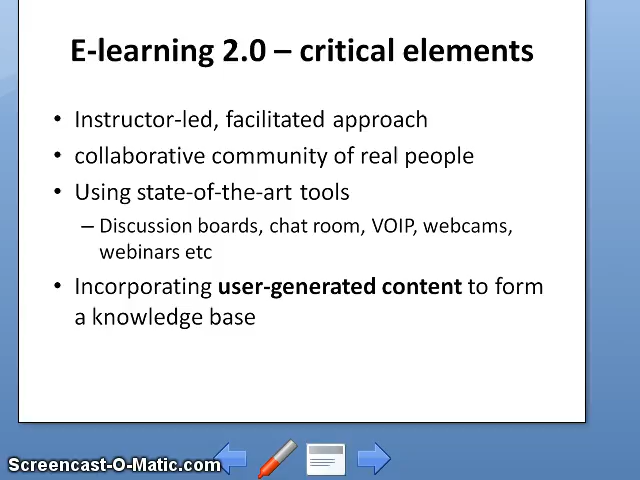 E-learning 2.0 – critical elements
• Instructor-led, facilitated approach
• collaborative community of real people
• Using state-of-the-art tools
– Discussion boards, chat room, VOIP, webcams,
webinars etc
• Incorporating user-generated content to form
a knowledge base
Screencast-O-Matic.com